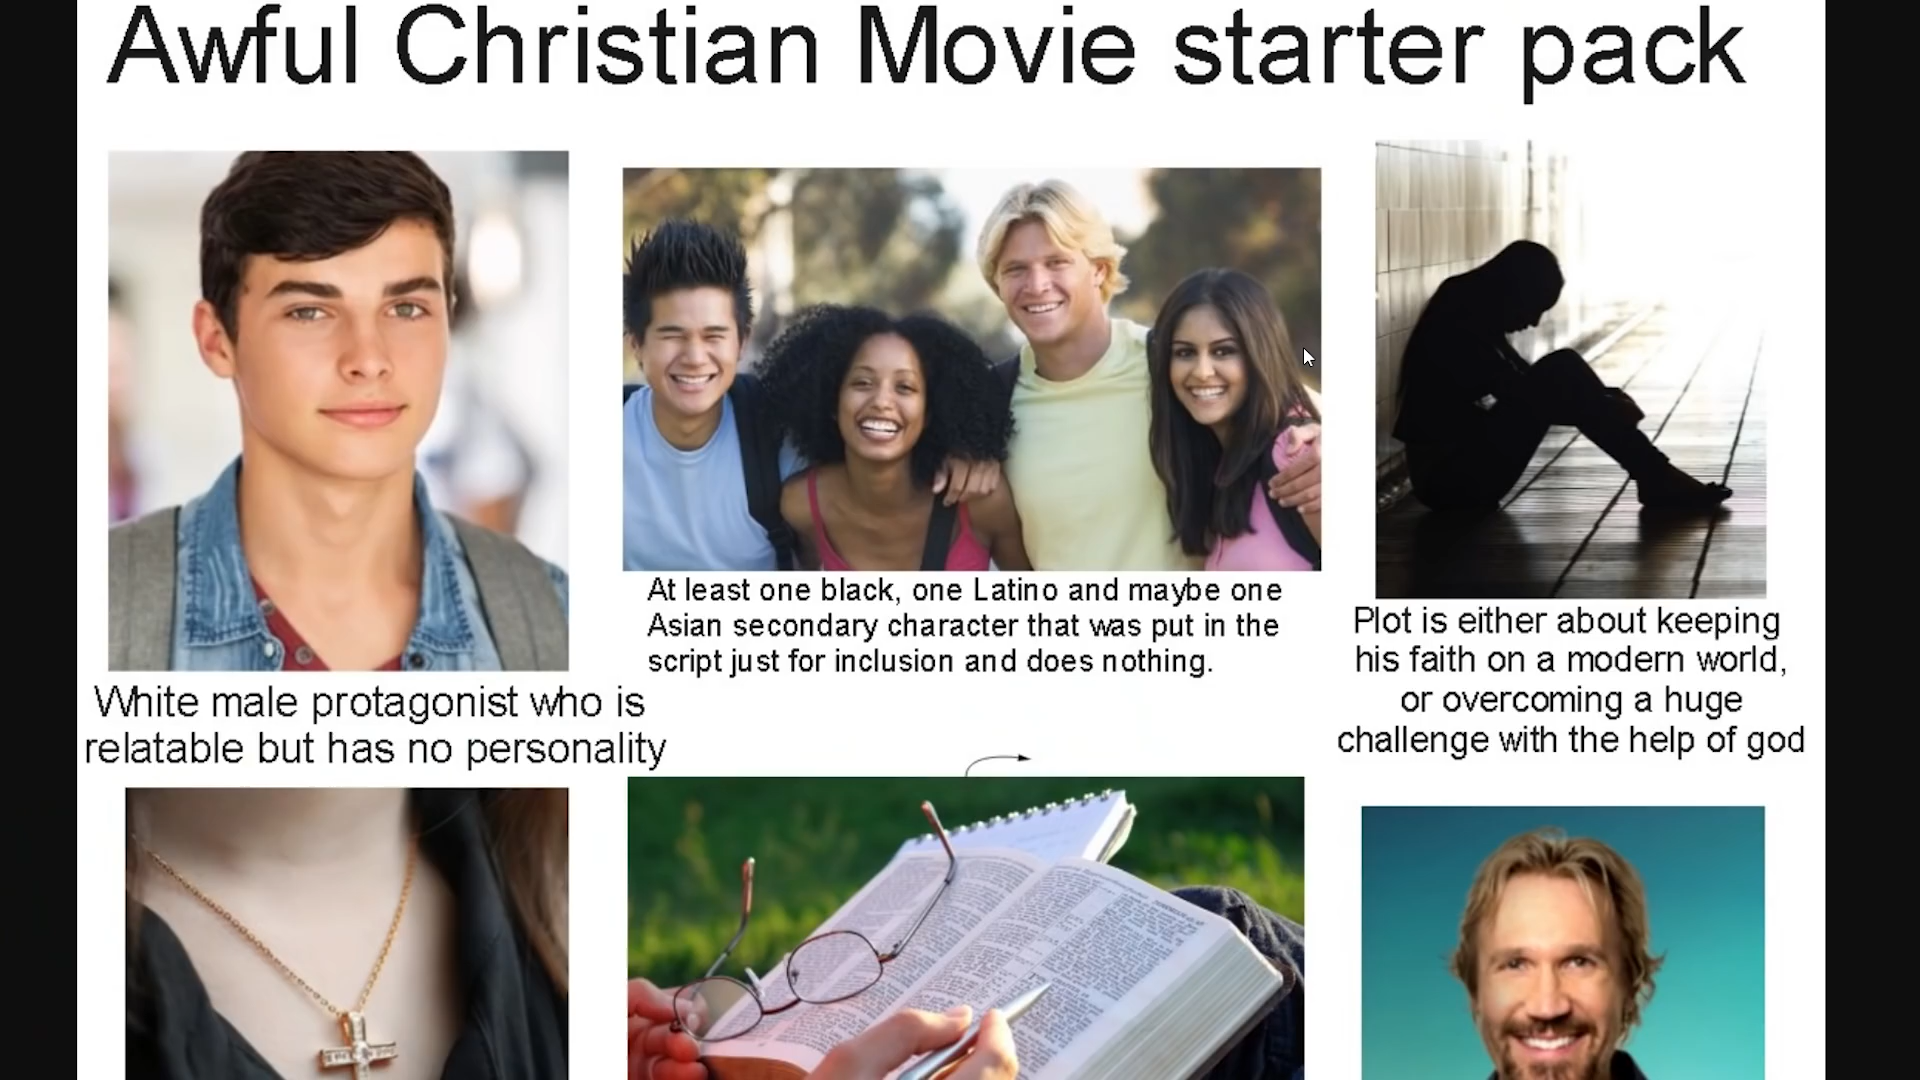 Awful Christian Movie starter pack
At least one black, one Latino and maybe one
Asian secondary character that was put in the
script just for inclusion and does nothing.
Plot is either about keeping
his faith on a modern world,
or overcoming a huge
challenge with the help of god
White male protagonist who is
relatable but has no personality